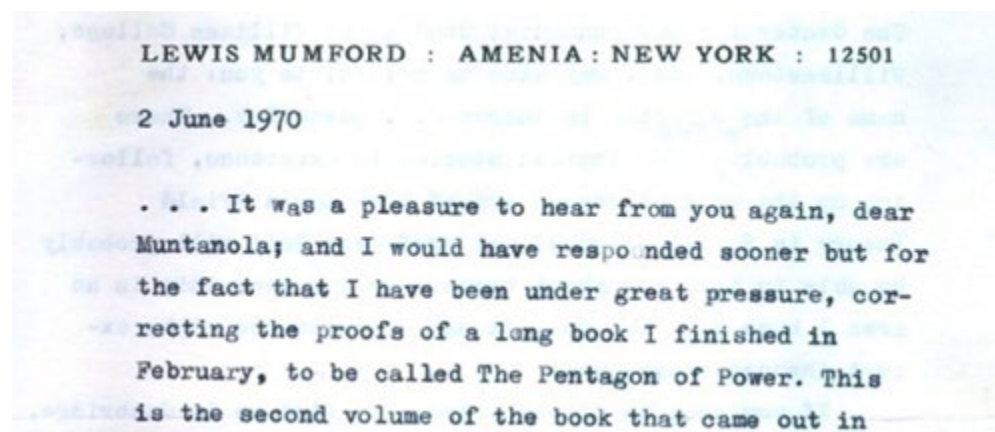 LEWIS MUMFORD : AMENIA : NEW YORK : 12501
2 June 1970
. . . . It was a pleasure to hear from you again, dear
Muntanola; and I would have responded sooner but for
the fact that I have been under great pressure, cor-
recting the proofs of a long book I finished in
February, to be called The Pentagon of Power. This
is the second volume of the book that came out in